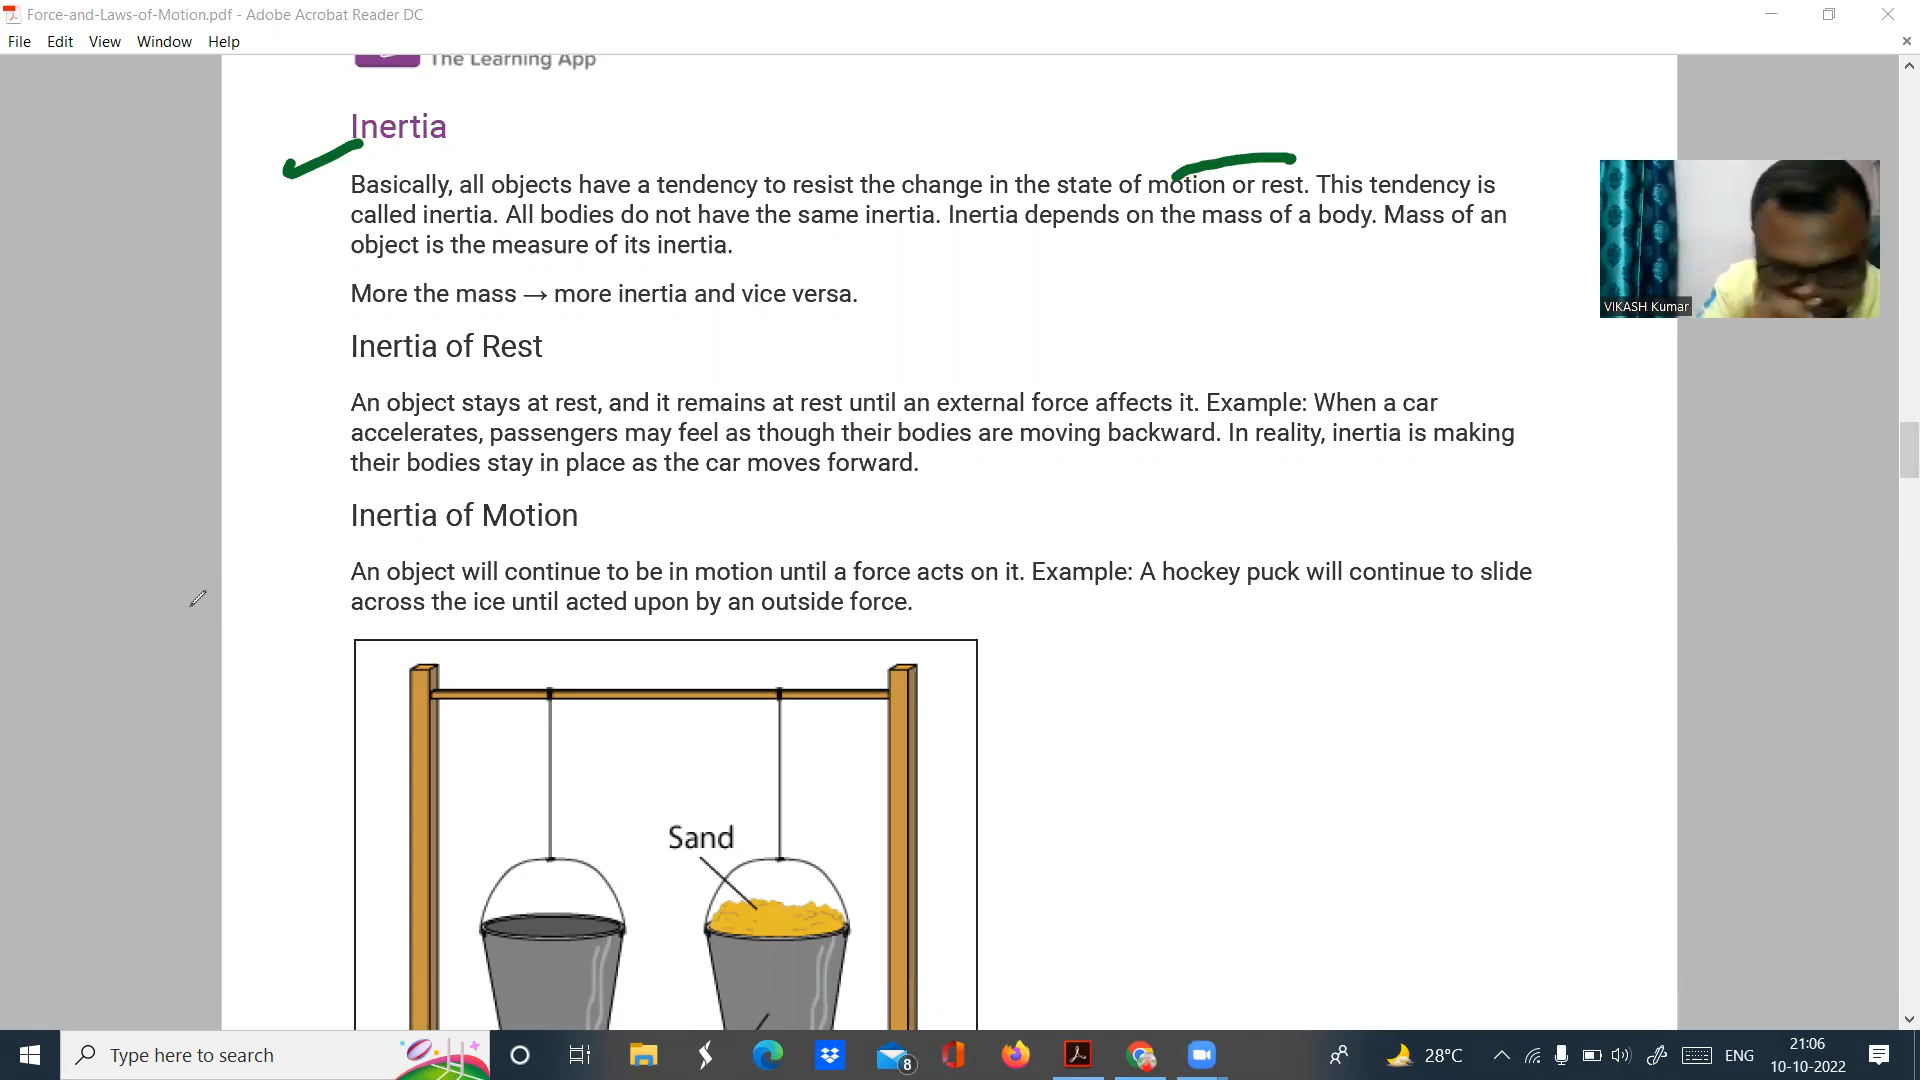 Force-and-Laws-of-Motion.pdf - Adobe Acrobat Reader DC
File Edit View Window Help
The Learning App
Inertia
Basically, all objects have a tendency to resist the change in the state of motion or rest. This tendency is
called inertia. All bodies do not have the same inertia. Inertia depends on the mass of a body. Mass of an
object is the measure of its inertia.
VIKASH Kumar
More the mass → more inertia and vice versa.
Inertia of Rest
An object stays at rest, and it remains at rest until an external force affects it. Example: When a car
accelerates, passengers may feel as though their bodies are moving backward. In reality, inertia is making
their bodies stay in place as the car moves forward.
Inertia of Motion
An object will continue to be in motion until a force acts on it. Example: A hockey puck will continue to slide
across the ice until acted upon by an outside force.
Sand
Type here to search
8
28°C
ENG
21:06
10-10-2022